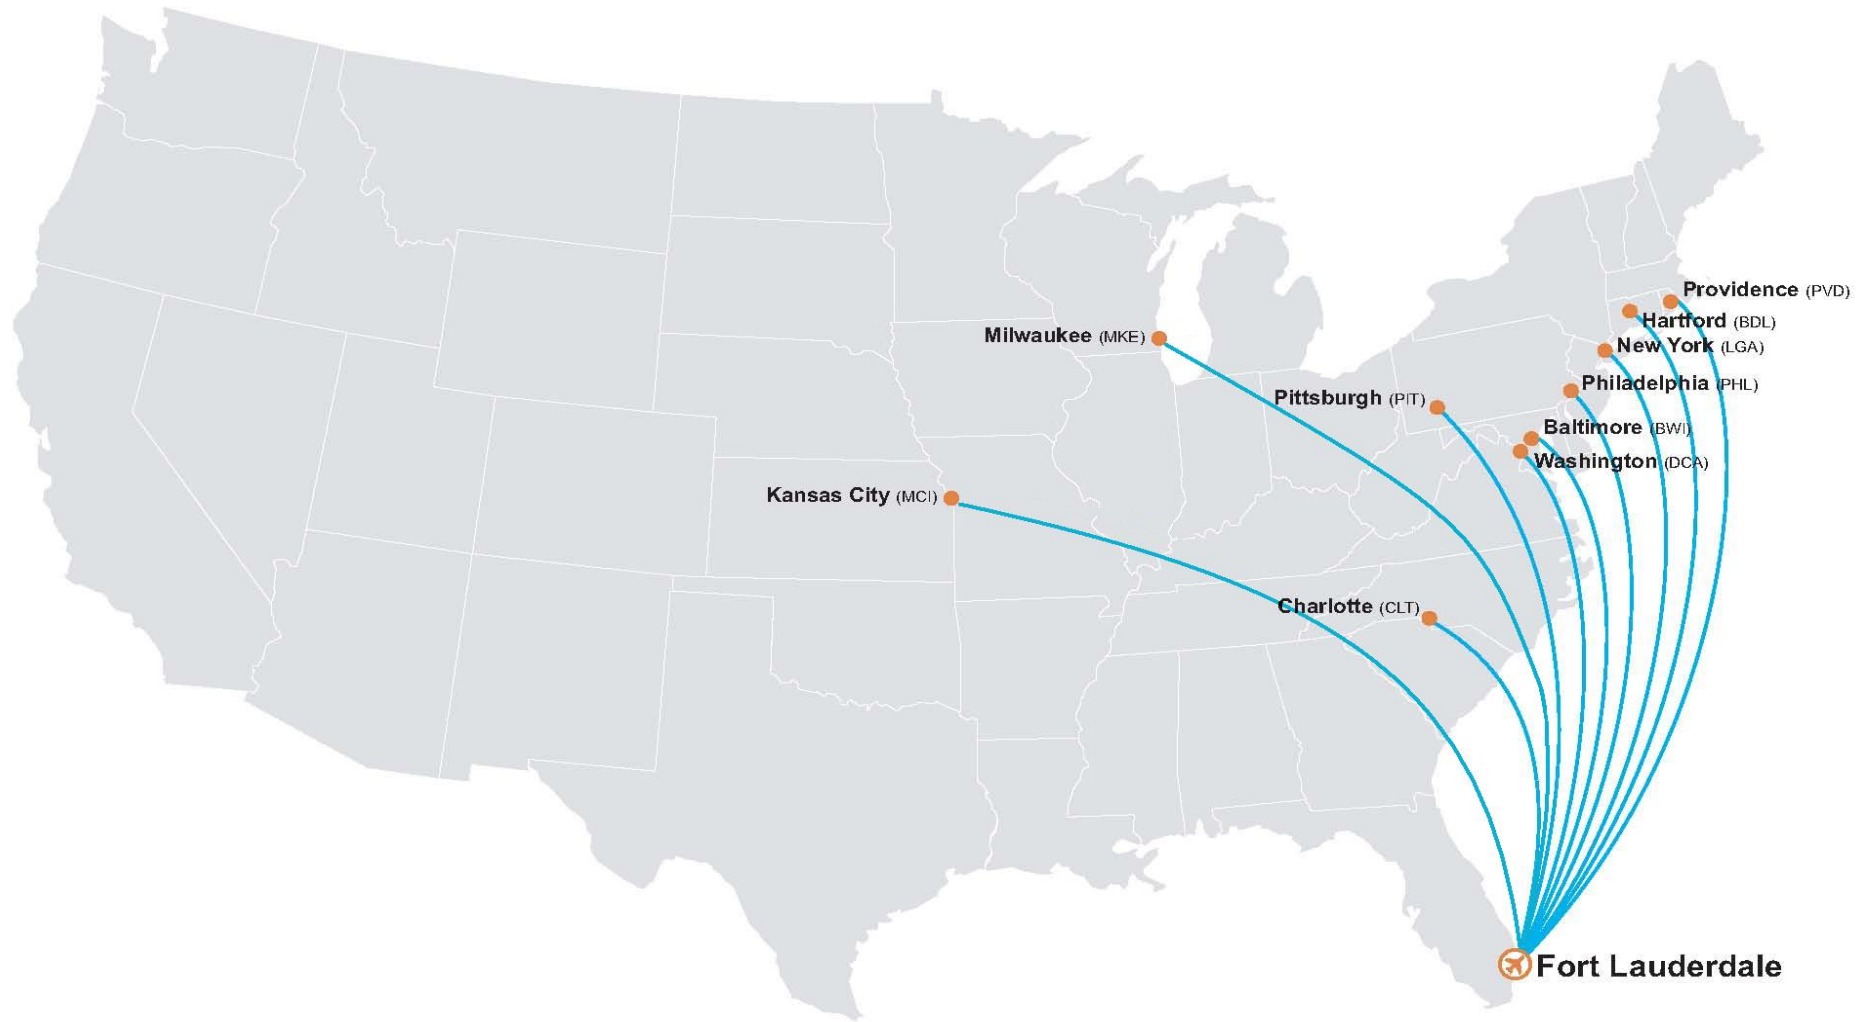 Providence (PVD)
Hartford (BDL)
Milwaukee (MKE)
New York (LGA)
Philadelphia (PHL)
Pittsburgh (PIT)
Baltimore (BWI)
Washington (DCA)
Kansas City (MCI)
Charlotte (CLT)
Fort Lauderdale